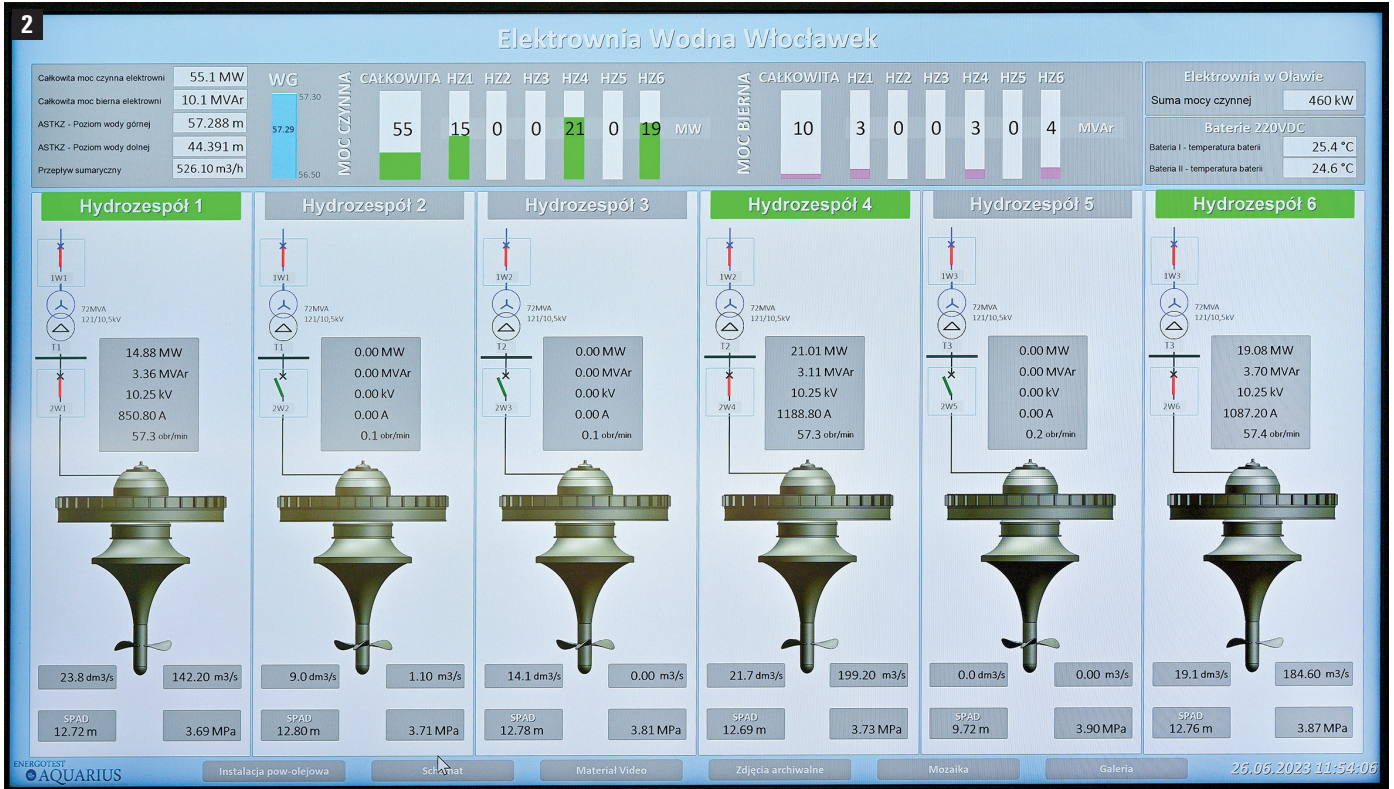 2
Elektrownia Wodna Włocławek
Całkowita moc czynna elektrowni 55.1 MW
Całkowita moc bierna elektrowni 10.1 MVAr
ASTKZ - Poziom wody górnej 57.288 m
ASTKZ - Poziom wody dolnej 44.391 m
Przepływ sumaryczny 526.10 m3/h
WG
57.30
57.29
56.50
MOC CZYNNA
CAŁKOWITA HZ1 HZ2 HZ3 HZ4 HZ5 HZ6
55 15 0 0 21 0 19 MW
MOC BIERNA
CAŁKOWITA HZ1 HZ2 HZ3 HZ4 HZ5 HZ6
10 3 0 0 3 0 4 MVAr
Elektrownia w Oławie
Suma mocy czynnej 460 kW
Baterie 220VDC
Bateria I - temperatura baterii 25.4 °C
Bateria II - temperatura baterii 24.6 °C
Hydrozespół 1
1W1
72MVA
121/10,5kV
T1
2W1
14.88 MW
3.36 MVAr
10.25 kV
850.80 A
57.3 obr/min
23.8 dm3/s 142.20 m3/s
SPAD
12.72 m 3.69 MPa
Hydrozespół 2
1W1
72MVA
121/10,5kV
T1
2W2
0.00 MW
0.00 MVAr
0.00 kV
0.00 A
0.1 obr/min
9.0 dm3/s 1.10 m3/s
SPAD
12.80 m 3.71 MPa
Hydrozespół 3
1W2
72MVA
121/10,5kV
T2
2W3
0.00 MW
0.00 MVAr
0.00 kV
0.00 A
0.1 obr/min
14.1 dm3/s 0.00 m3/s
SPAD
12.78 m 3.81 MPa
Hydrozespół 4
1W2
72MVA
121/10,5kV
T2
2W4
21.01 MW
3.11 MVAr
10.25 kV
1188.80 A
57.3 obr/min
21.7 dm3/s 199.20 m3/s
SPAD
12.69 m 3.73 MPa
Hydrozespół 5
1W3
72MVA
121/10,5kV
T3
2W5
0.00 MW
0.00 MVAr
0.00 kV
0.00 A
0.2 obr/min
0.0 dm3/s 0.00 m3/s
SPAD
9.72 m 3.90 MPa
Hydrozespół 6
1W3
72MVA
121/10,5kV
T3
2W6
19.08 MW
3.70 MVAr
10.25 kV
1087.20 A
57.4 obr/min
19.1 dm3/s 184.60 m3/s
SPAD
12.76 m 3.87 MPa
ENERGOTEST
AQUARIUS
Instalacja pow-olejowa
Schemat
Materiał Video
Zdjęcia archiwalne
Mozaika
Galeria
26.06.2023 11:54:06